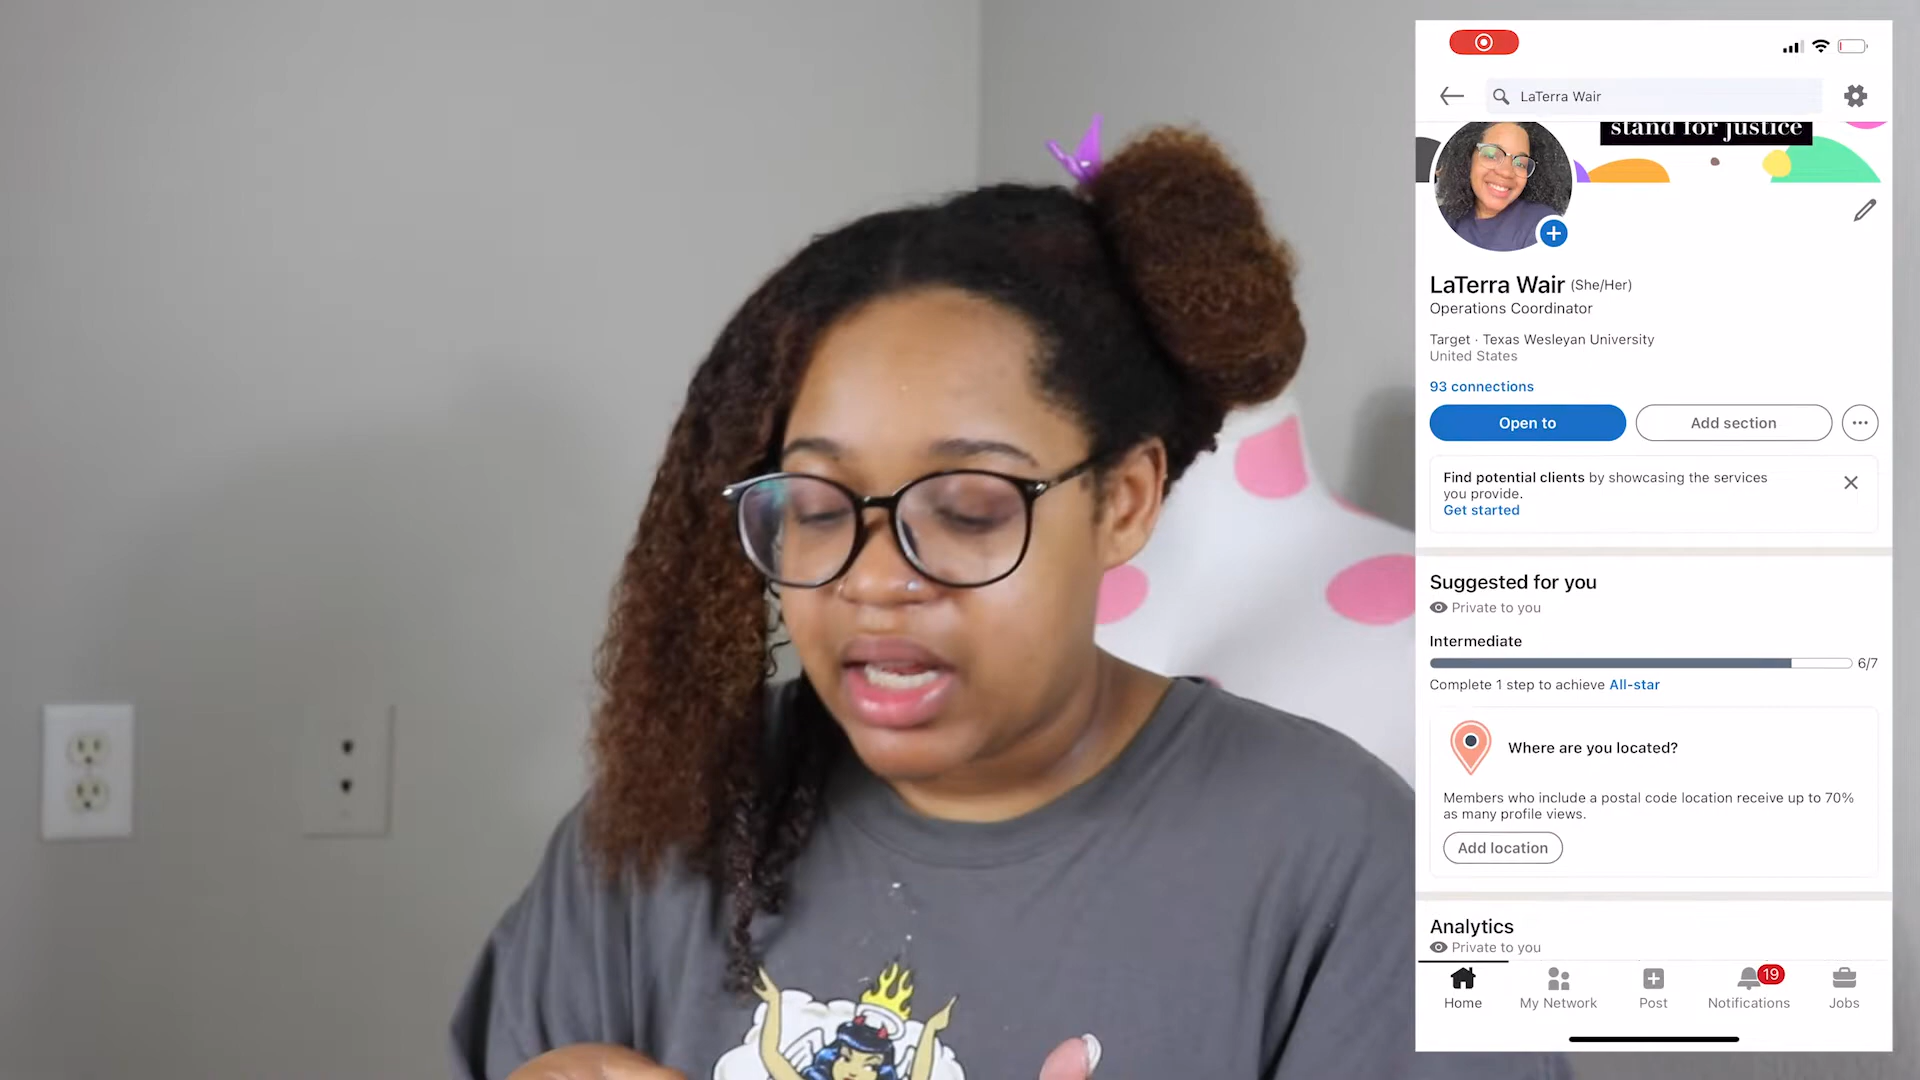 LaTerra Wair
stand for justice
LaTerra Wair (She/Her)
Operations Coordinator
Target · Texas Wesleyan University
United States
93 connections
Open to
Add section
Find potential clients by showcasing the services
you provide.
Get started
Suggested for you
Private to you
Intermediate
6/7
Complete 1 step to achieve All-star
Where are you located?
Members who include a postal code location receive up to 70%
as many profile views.
Add location
Analytics
Private to you
19
Home
My Network
Post
Notifications
Jobs